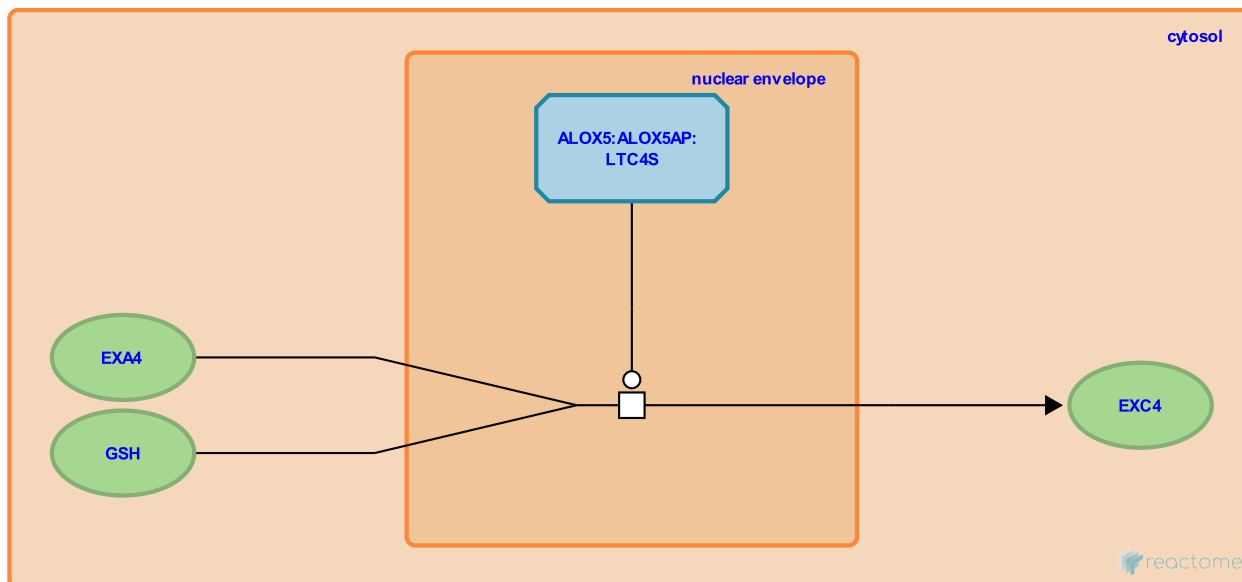 cytosol
nuclear envelope
ALOX5:ALOX5AP:
LTC4S
EXA4
GSH
EXC4
reactome